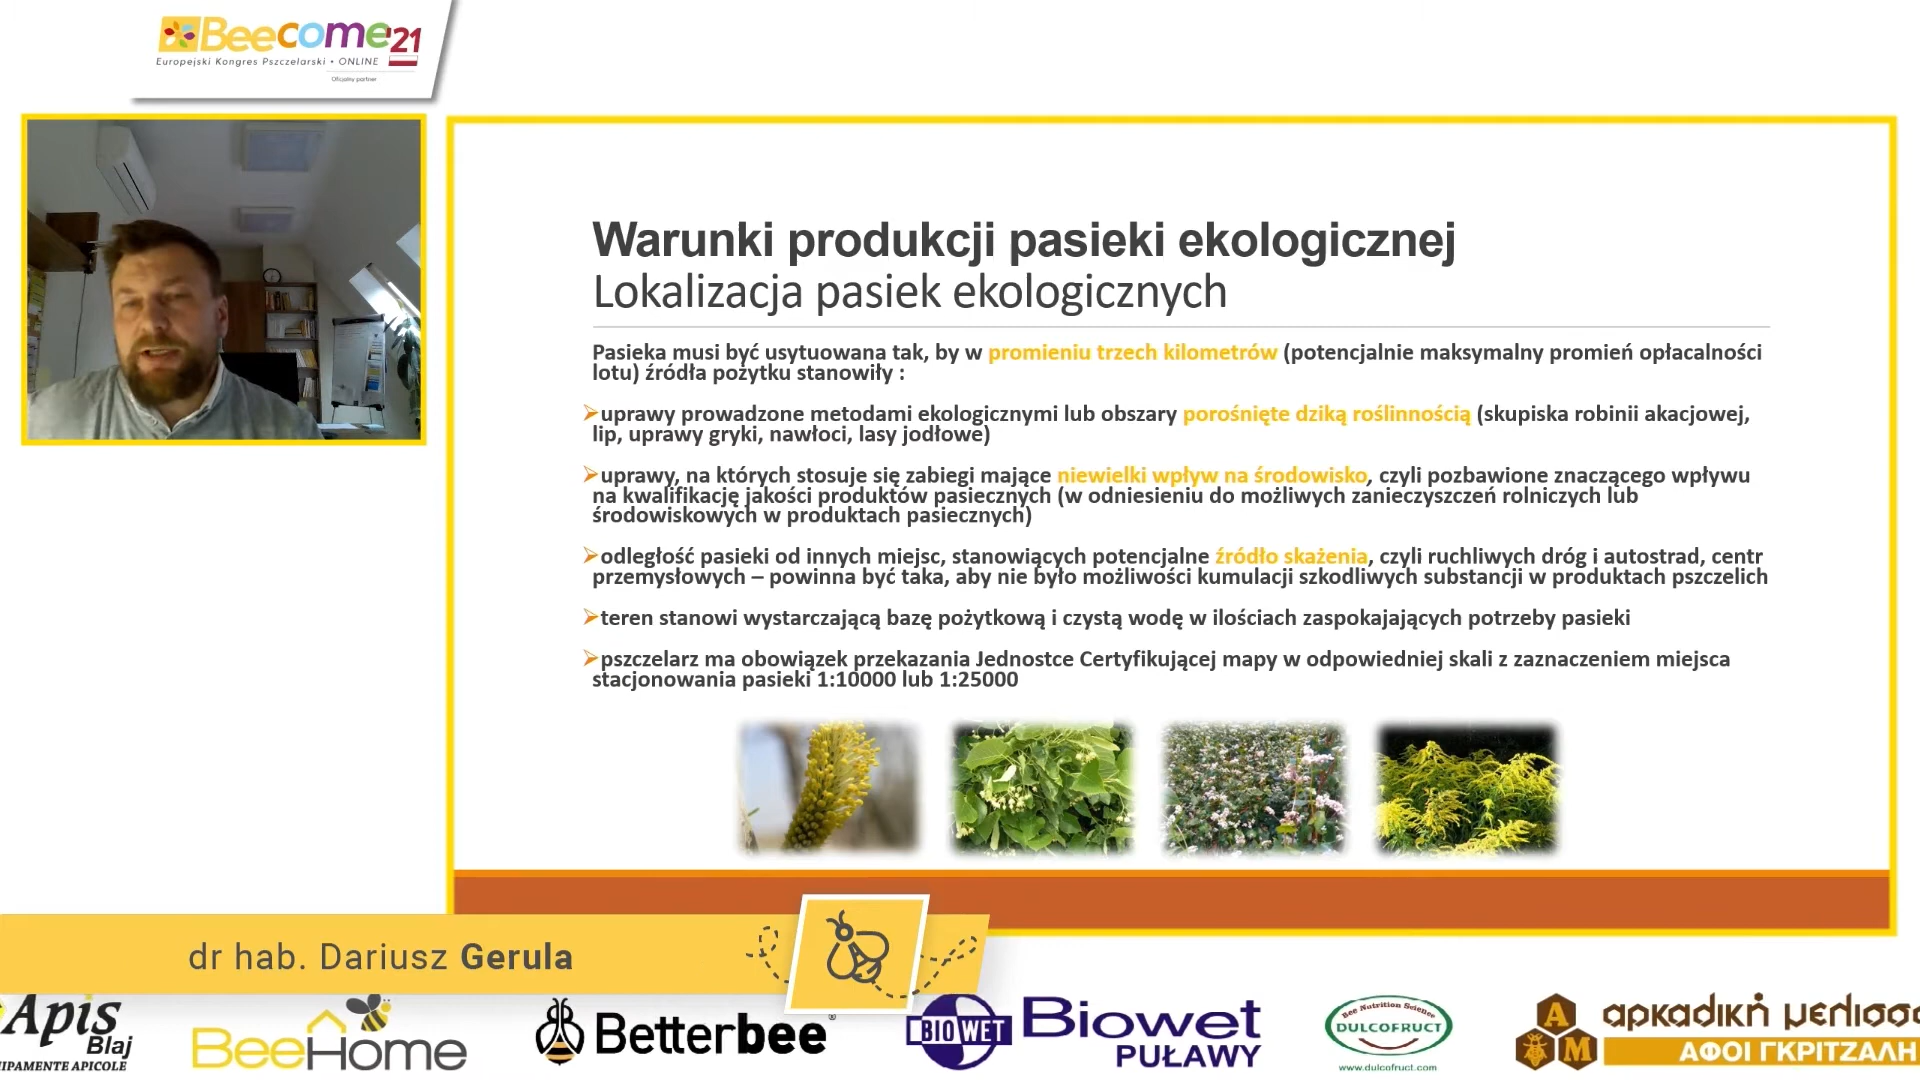 Beecome'21
Europejski Kongres Pszczelarski • ONLINE
Oficjalny partner
Warunki produkcji pasieki ekologicznej
Lokalizacja pasiek ekologicznych
Pasieka musi być usytuowana tak, by w promieniu trzech kilometrów (potencjalnie maksymalny promień opłacalności
lotu) źródła pożytku stanowiły :
➢uprawy prowadzone metodami ekologicznymi lub obszary porośnięte dziką roślinnością (skupiska robinii akacjowej,
lip, uprawy gryki, nawłoci, lasy jodłowe)
➢uprawy, na których stosuje się zabiegi mające niewielki wpływ na środowisko, czyli pozbawione znaczącego wpływu
na kwalifikację jakości produktów pasiecznych (w odniesieniu do możliwych zanieczyszczeń rolniczych lub
środowiskowych w produktach pasiecznych)
➢odległość pasieki od innych miejsc, stanowiących potencjalne źródło skażenia, czyli ruchliwych dróg i autostrad, centr
przemysłowych – powinna być taka, aby nie było możliwości kumulacji szkodliwych substancji w produktach pszczelich
➢teren stanowi wystarczającą bazę pożytkową i czystą wodę w ilościach zaspokajających potrzeby pasieki
➢pszczelarz ma obowiązek przekazania Jednostce Certyfikującej mapy w odpowiedniej skali z zaznaczeniem miejsca
stacjonowania pasieki 1:10000 lub 1:25000
dr hab. Dariusz Gerula
Apis
Blaj
IPAMENTE APICOLE
BeeHome
Betterbee®
BIOWET
Biowet
PUŁAWY
Bee Nutrition Science
DULCOFRUCT
www.dulcofruct.com
A
M
αρκαδική μελισσο
ΑΦΟΙ ΓΚΡΙΤΖΑΛΗ